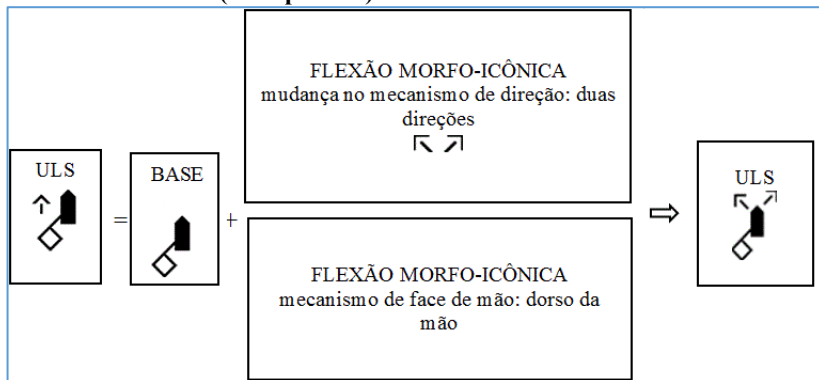 FLEXÃO MORFO-ICÔNICA
mudança no mecanismo de direção: duas
direções
ULS
=
BASE
+
⇨
ULS
FLEXÃO MORFO-ICÔNICA
mecanismo de face de mão: dorso da
mão